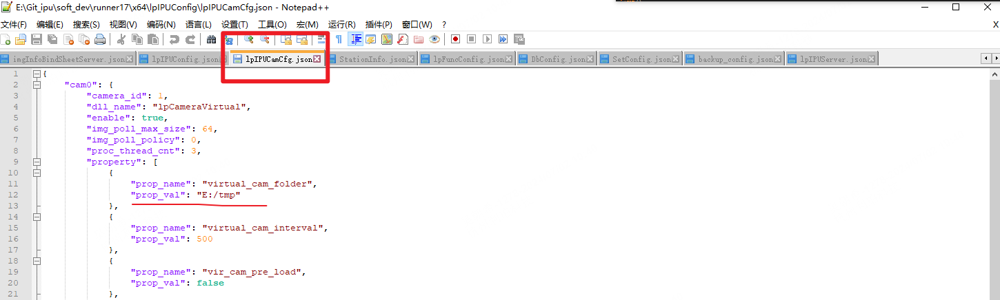 E:\Git_ipu\soft_dev\runner17\x64\lpIPUConfig\lpIPUCamCfg.json - Notepad++
文件(F) 编辑(E) 搜索(S) 视图(V) 编码(N) 语言(L) 设置(T) 工具(O) 宏(M) 运行(R) 插件(P) 窗口(W) ? X
imgInfoBindSheetServer.json lpIPUConfig.json lpIPUCamCfg.json StationInfo.json lpFuncConfig.json DbConfig.json SetConfig.json backup_config.json lpIPUServer.json
1 {
2 "cam0": {
3 "camera_id": 1,
4 "dll_name": "lpCameraVirtual",
5 "enable": true,
6 "img_poll_max_size": 64,
7 "img_poll_policy": 0,
8 "proc_thread_cnt": 3,
9 "property": [
10 {
11 "prop_name": "virtual_cam_folder",
12 "prop_val": "E:/tmp"
13 },
14 {
15 "prop_name": "virtual_cam_interval",
16 "prop_val": 500
17 },
18 {
19 "prop_name": "vir_cam_pre_load",
20 "prop_val": false
21 },